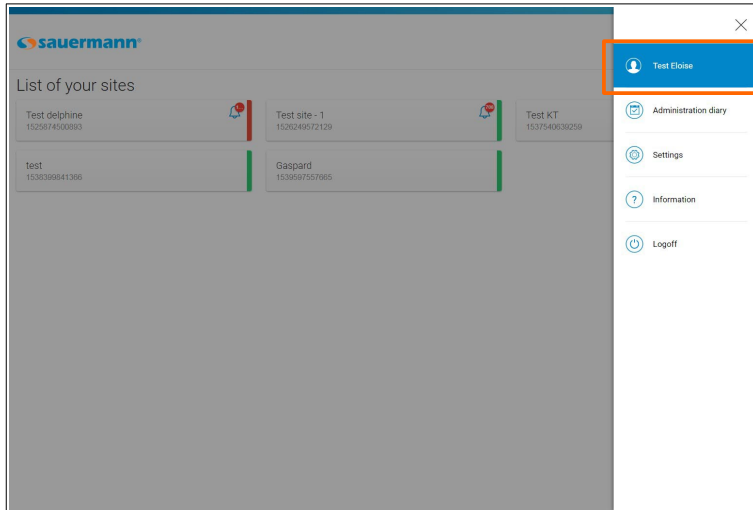 sauermann®
List of your sites
Test delphine
1525874500893
Test site - 1
1526249572129
Test KT
1537540639259
test
1538399841366
Gaspard
1539597557665
Test Eloise
Administration diary
Settings
?
Information
Logoff